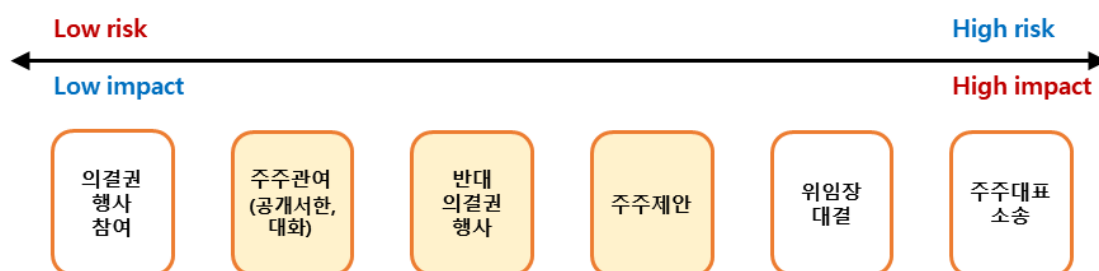 Low risk
High risk
Low impact
High impact
의결권
행사
참여
주주관여
(공개서한,
대화)
반대
의결권
행사
주주제안
위임장
대결
주주대표
소송